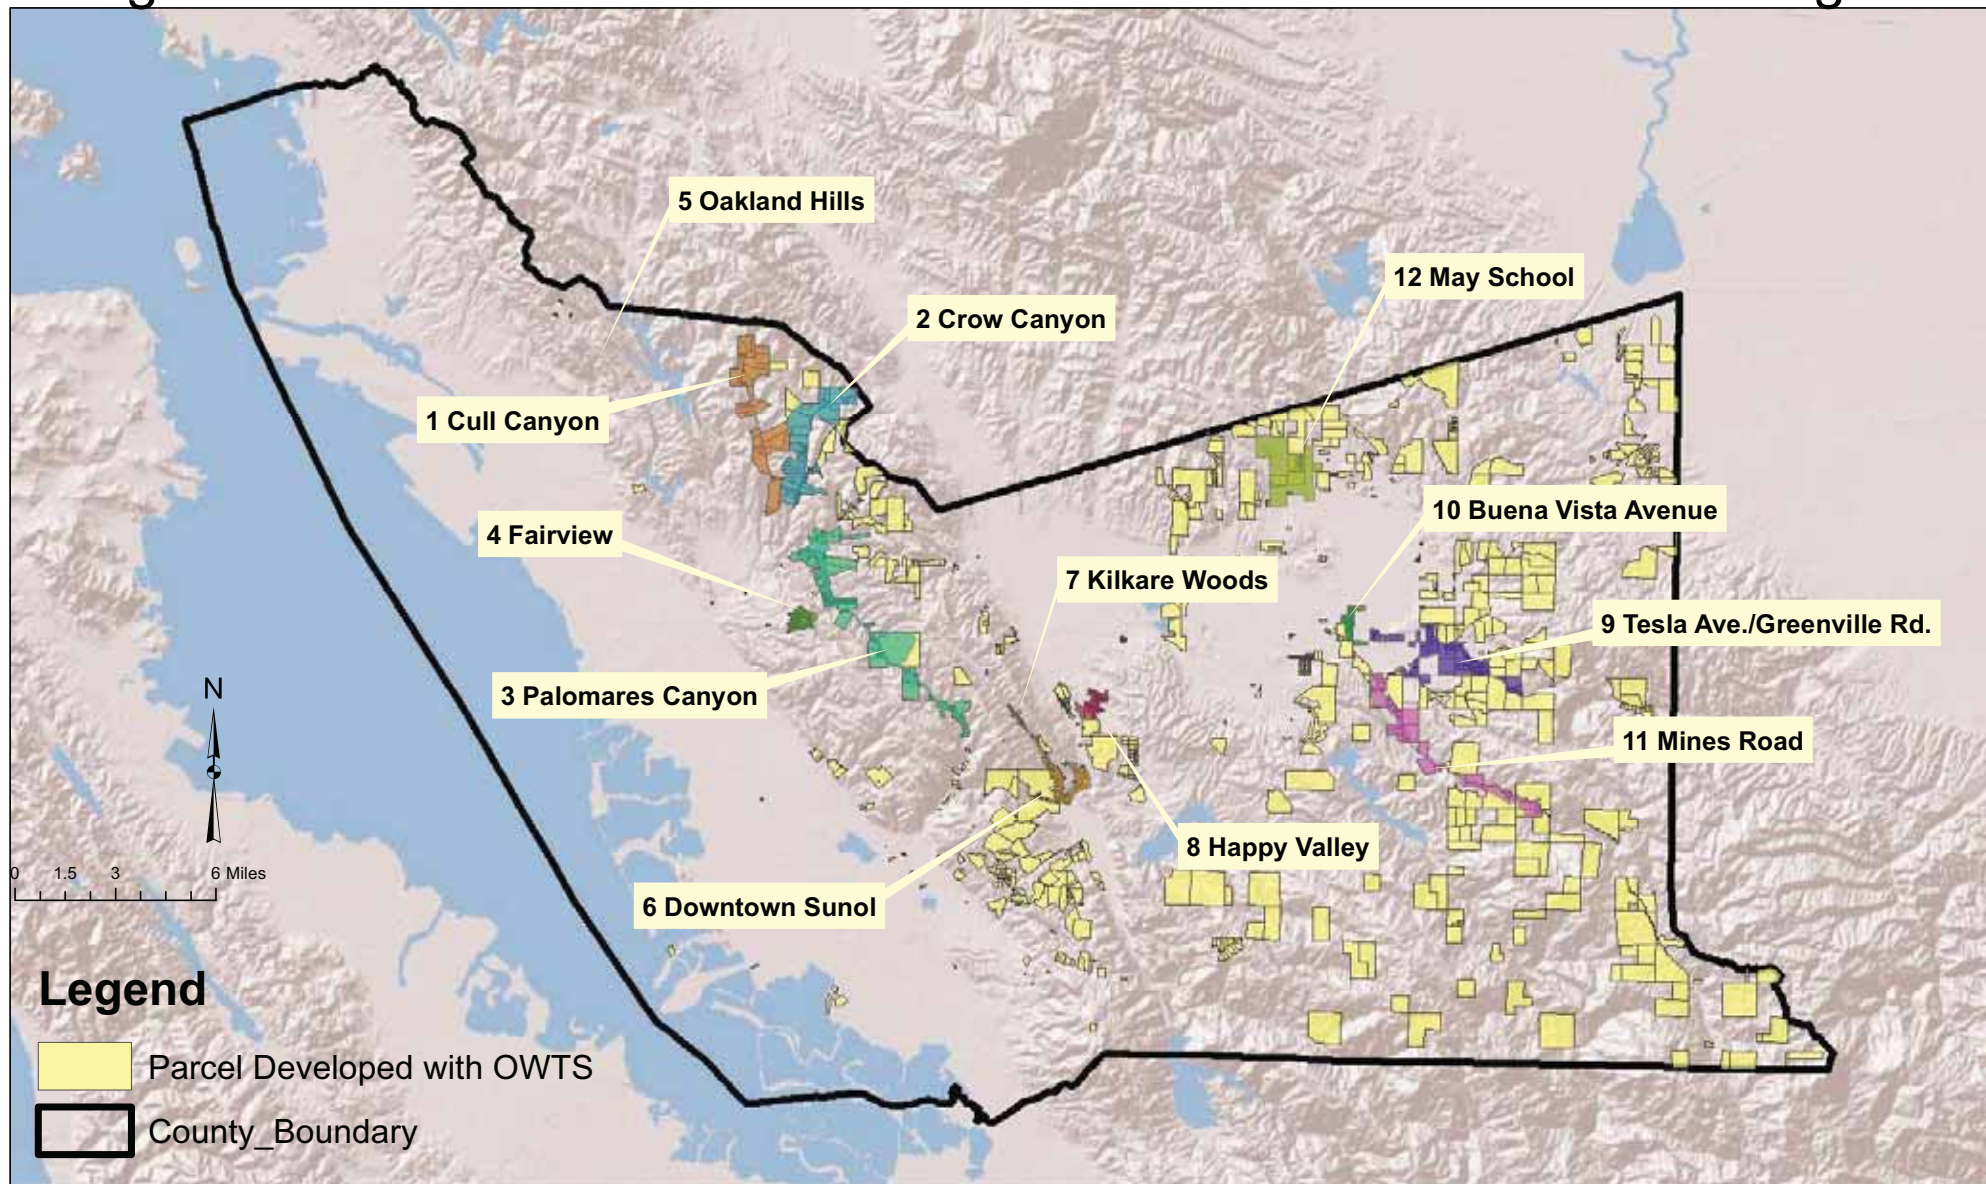 5 Oakland Hills
12 May School
2 Crow Canyon
1 Cull Canyon
10 Buena Vista Avenue
4 Fairview
7 Kilkare Woods
9 Tesla Ave./Greenville Rd.
3 Palomares Canyon
11 Mines Road
8 Happy Valley
6 Downtown Sunol
N
0 1.5 3 6 Miles
Legend
Parcel Developed with OWTS
County_Boundary